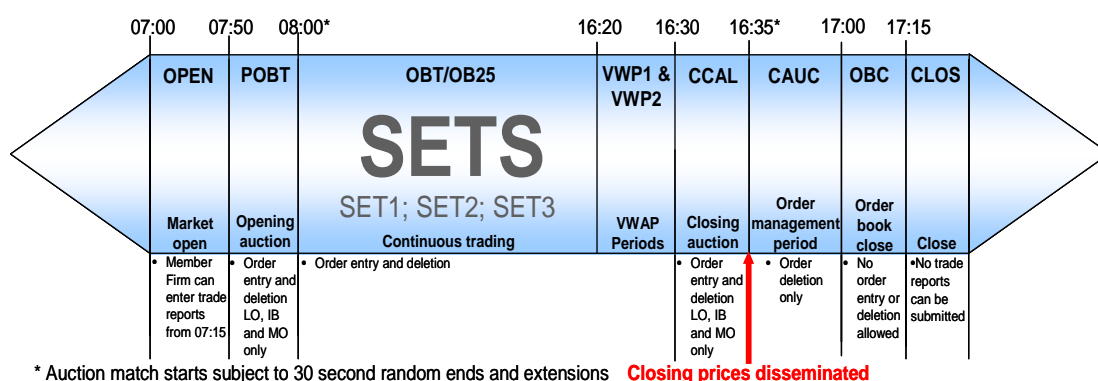 07:00 07:50 08:00* 16:20 16:30 16:35* 17:00 17:15
OPEN POBT OBT/OB25 VWP1 & CCAL CAUC OBC CLOS
VWP2
SETS
SET1; SET2; SET3
Market
open
Opening
auction
Continuous trading
VWAP
Periods
Closing
auction
Order
management
period
Order
book
close
Close
• Member
Firm can
enter trade
reports
from 07:15
• Order
entry and
deletion
LO, IB
and MO
only
• Order entry and deletion
• Order
entry and
deletion
LO, IB
and MO
only
• Order
deletion
only
• No
order
entry or
deletion
allowed
•No trade
reports
can be
submitted
* Auction match starts subject to 30 second random ends and extensions Closing prices disseminated